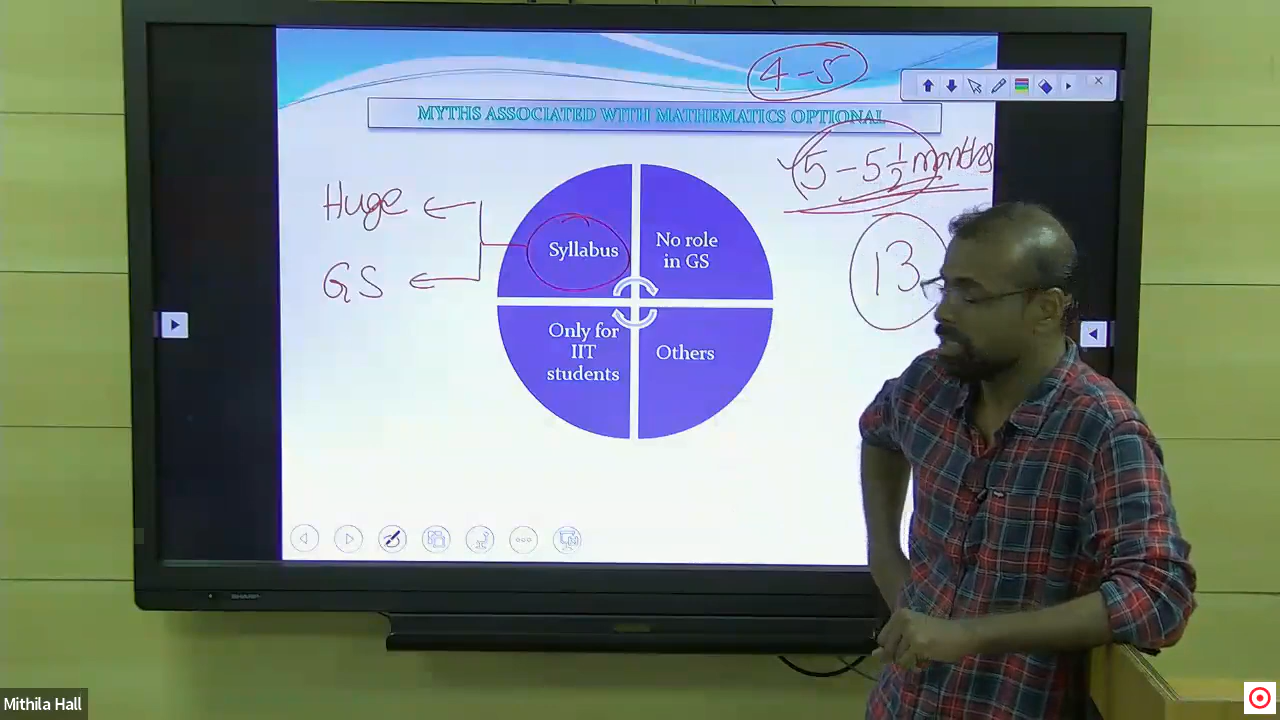 4-5
MYTHS ASSOCIATED WITH MATHEMATICS OPTIONAL
5-5½ months
Huge
GS
Syllabus
No role
in GS
13
Only for
IIT
students
Others
SHARP
Mithila Hall